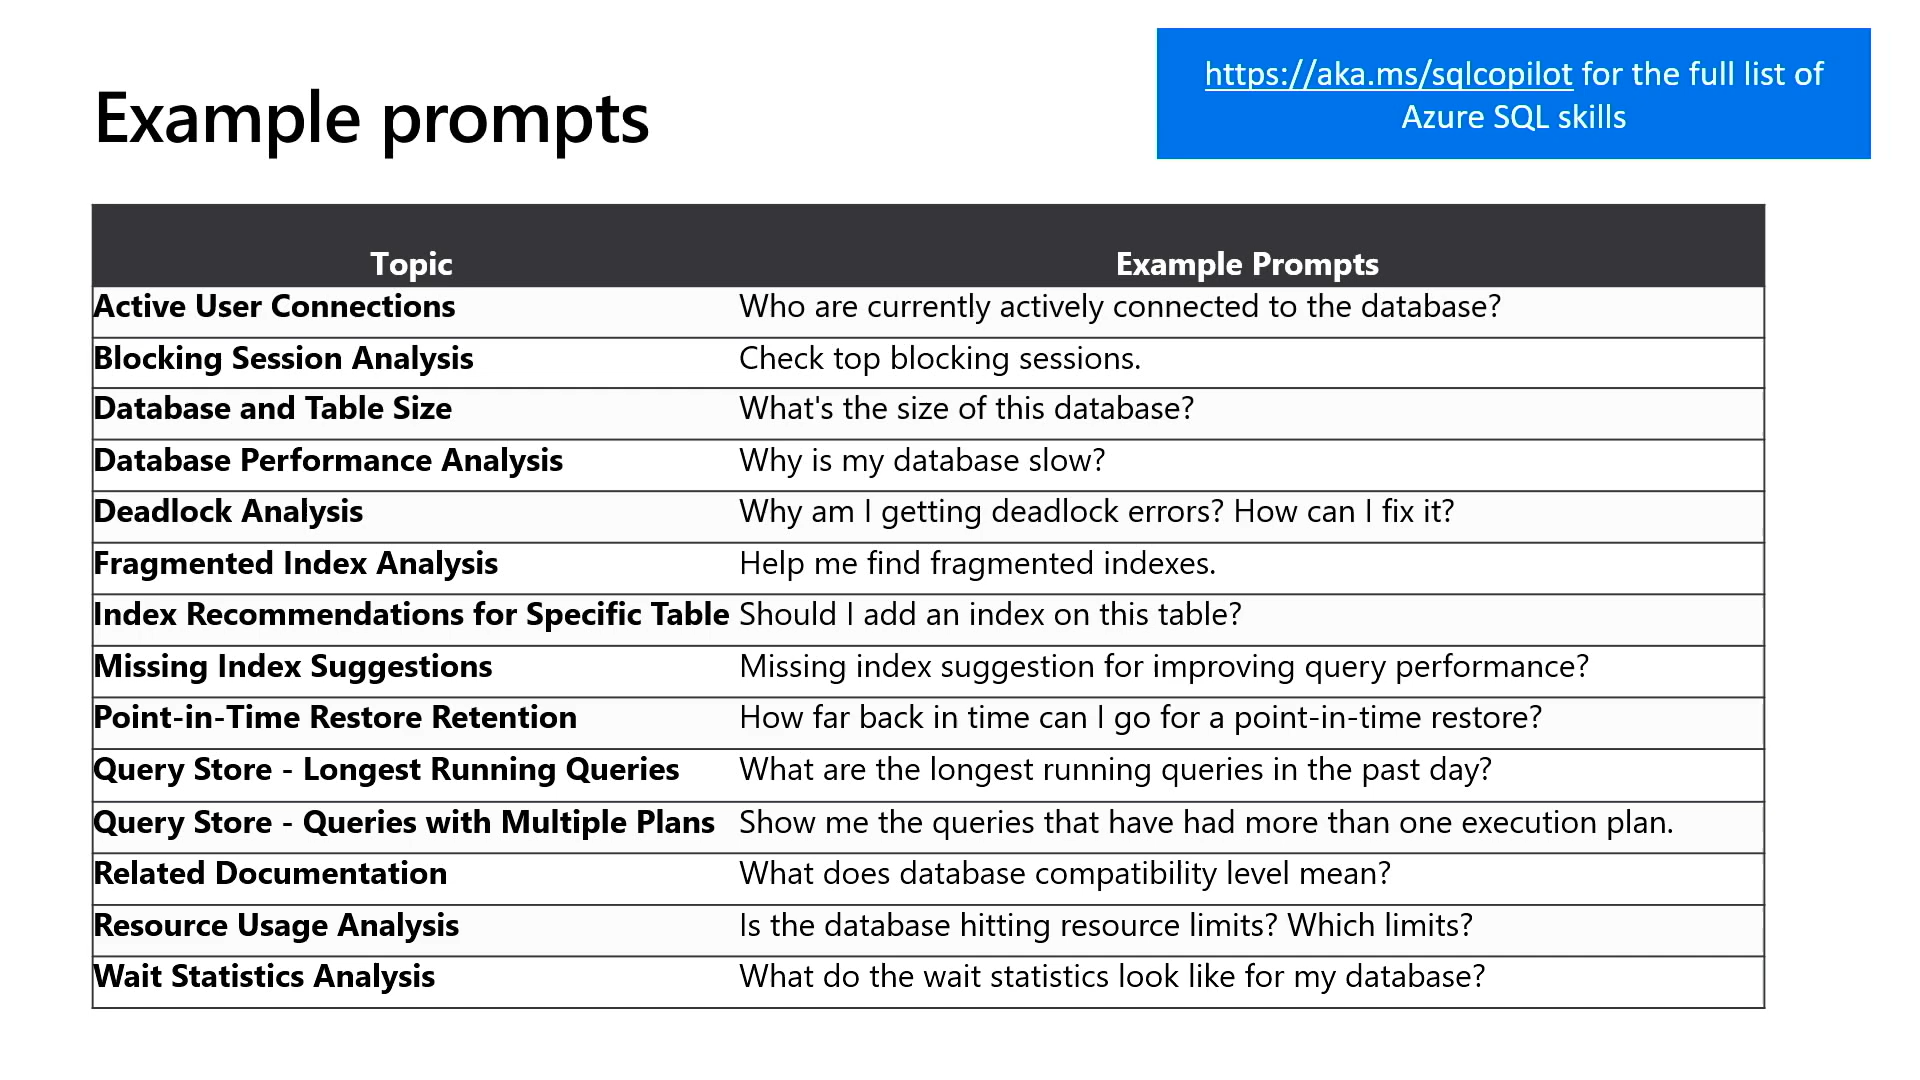 Example prompts
https://aka.ms/sqlcopilot for the full list of
Azure SQL skills
Topic Example Prompts
Active User Connections Who are currently actively connected to the database?
Blocking Session Analysis Check top blocking sessions.
Database and Table Size What's the size of this database?
Database Performance Analysis Why is my database slow?
Deadlock Analysis Why am I getting deadlock errors? How can I fix it?
Fragmented Index Analysis Help me find fragmented indexes.
Index Recommendations for Specific Table Should I add an index on this table?
Missing Index Suggestions Missing index suggestion for improving query performance?
Point-in-Time Restore Retention How far back in time can I go for a point-in-time restore?
Query Store - Longest Running Queries What are the longest running queries in the past day?
Query Store - Queries with Multiple Plans Show me the queries that have had more than one execution plan.
Related Documentation What does database compatibility level mean?
Resource Usage Analysis Is the database hitting resource limits? Which limits?
Wait Statistics Analysis What do the wait statistics look like for my database?